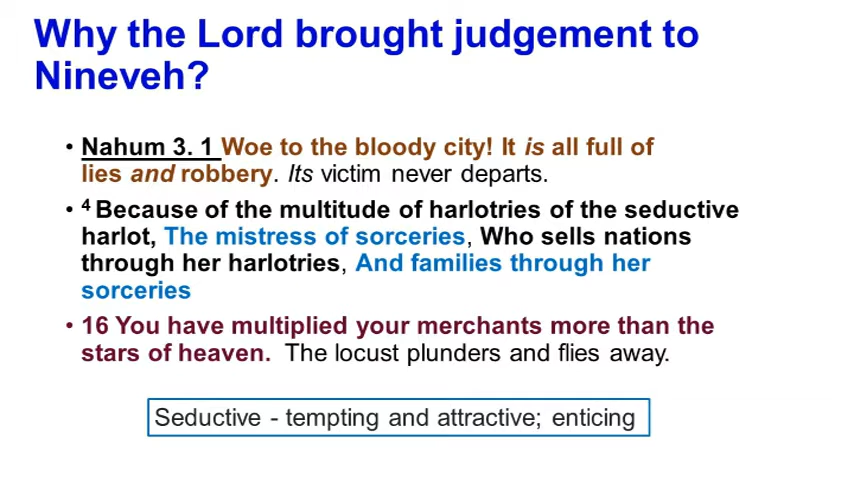 Why the Lord brought judgement to
Nineveh?
• Nahum 3. 1 Woe to the bloody city! It is all full of
lies and robbery. Its victim never departs.
• 4 Because of the multitude of harlotries of the seductive
harlot, The mistress of sorceries, Who sells nations
through her harlotries, And families through her
sorceries
• 16 You have multiplied your merchants more than the
stars of heaven. The locust plunders and flies away.
Seductive - tempting and attractive; enticing